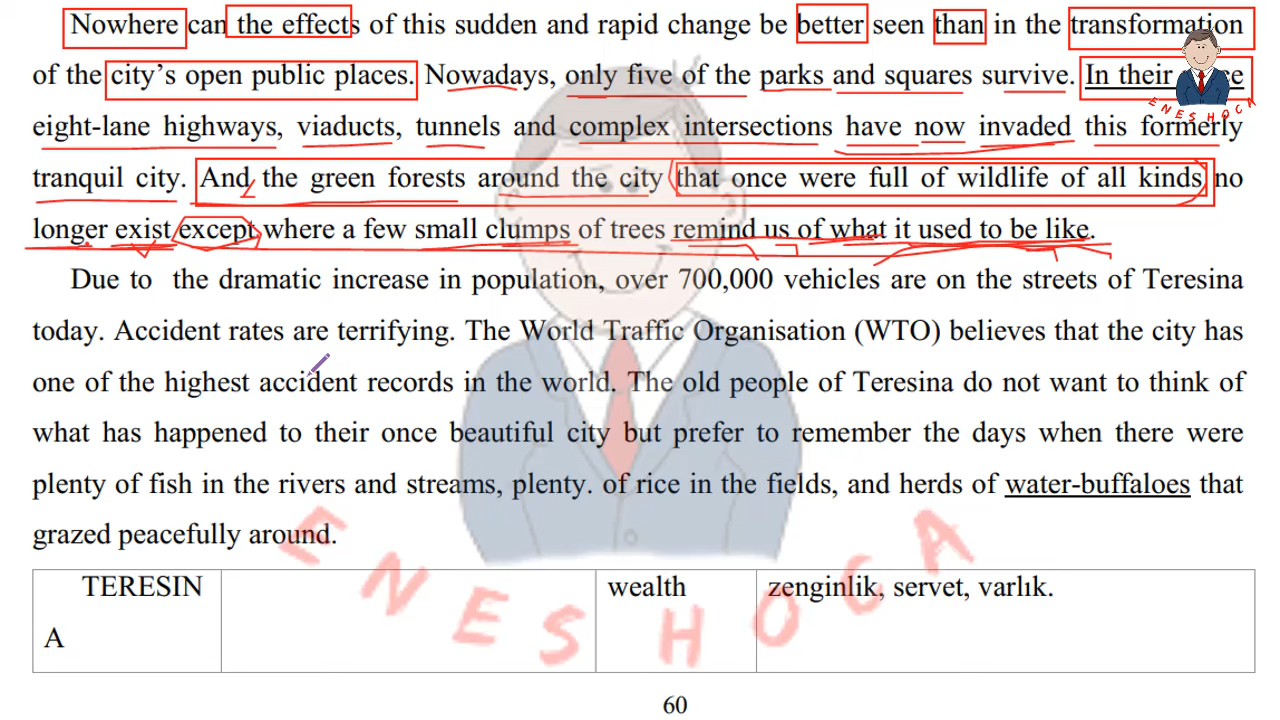 Nowhere can the effects of this sudden and rapid change be better seen than in the transformation
of the city's open public places. Nowadays, only five of the parks and squares survive. In their
eight-lane highways, viaducts, tunnels and complex intersections have now invaded this formerly
tranquil city. And the green forests around the city that once were full of wildlife of all kinds no
longer exist except where a few small clumps of trees remind us of what it used to be like.
Due to the dramatic increase in population, over 700,000 vehicles are on the streets of Teresina
today. Accident rates are terrifying. The World Traffic Organisation (WTO) believes that the city has
one of the highest accident records in the world. The old people of Teresina do not want to think of
what has happened to their once beautiful city but prefer to remember the days when there were
plenty of fish in the rivers and streams, plenty. of rice in the fields, and herds of water-buffaloes that
grazed peacefully around.
TERESIN
A
wealth
zenginlik, servet, varlık.
60
ENES HOCA
ENES HOCA